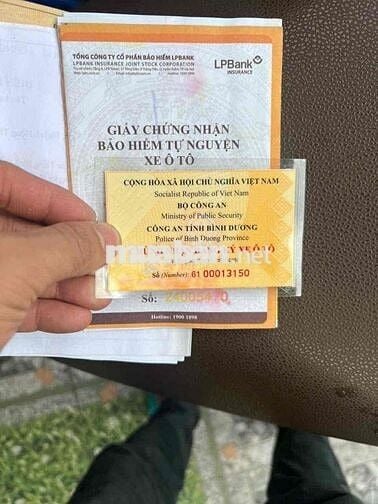 TỔNG CÔNG TY CỔ PHẦN BẢO HIỂM LPBANK
LPBANK INSURANCE JOINT STOCK CORPORATION
LPBank
INSURANCE
GIẤY CHỨNG NHẬN
BẢO HIỂM TỰ NGUYỆN
XE Ô TÔ
CỘNG HÒA XÃ HỘI CHỦ NGHĨA VIỆT NAM
Socialist Republic of Viet Nam
BỘ CÔNG AN
Ministry of Public Security
CÔNG AN TỈNH BÌNH DƯƠNG
Police of Binh Duong Province
KÝ XE Ô TÔ
Số (Number): 61 00013150
Số:
Hotline: 1900 1898